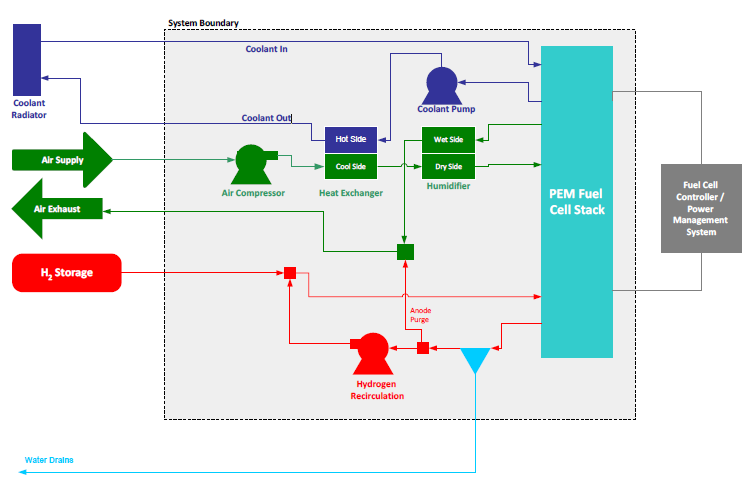 System Boundary
Coolant In
Coolant
Radiator
Coolant Pump
Coolant Out
Hot Side
Wet Side
Air Supply
Cool Side
Dry Side
Air Compressor
Heat Exchanger
Humidifier
PEM Fuel
Cell Stack
Fuel Cell
Controller /
Power
Management
System
Air Exhaust
H2 Storage
Anode
Purge
Hydrogen
Recirculation
Water Drains